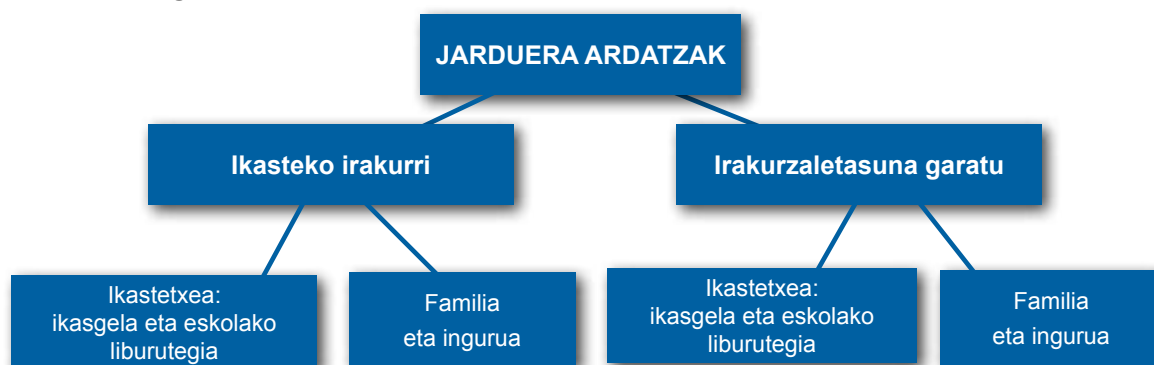 JARDUERA ARDATZAK
Ikasteko irakurri
Irakurzaletasuna garatu
Ikastetxea:
ikasgela eta eskolako
liburutegia
Familia
eta ingurua
Ikastetxea:
ikasgela eta eskolako
liburutegia
Familia
eta ingurua